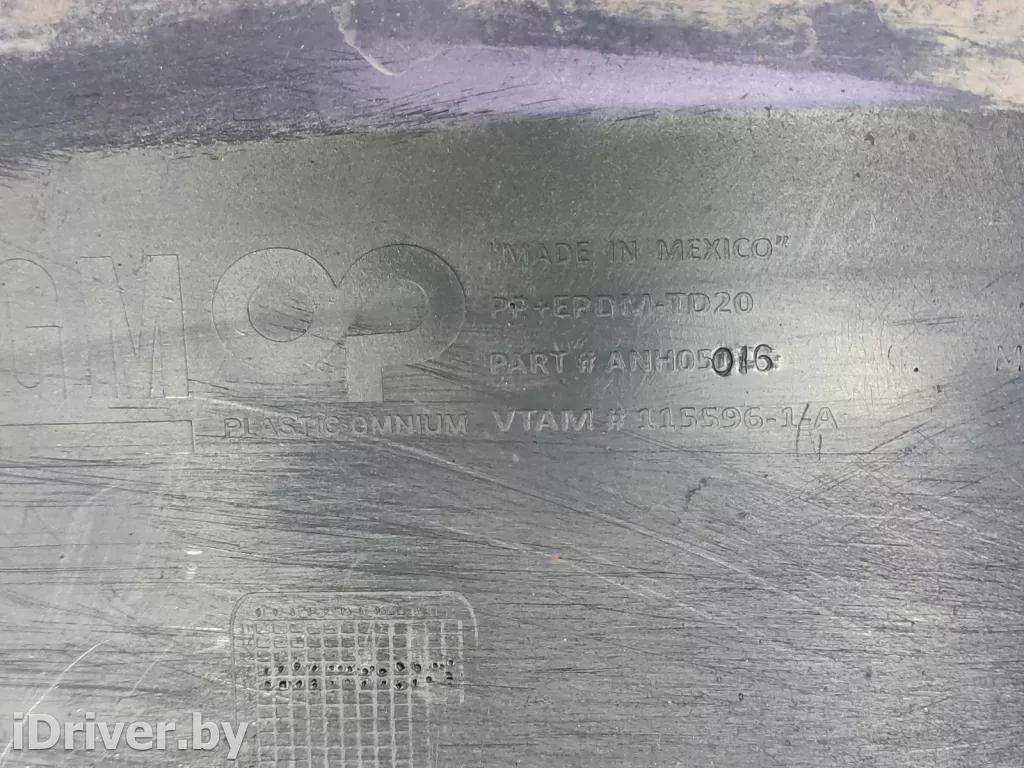 GM
"MADE IN MEXICO"
PP+EPDM-TD20
PART # ANH05016
PLASTIC OMNIUM
VTAM # 115596-1-A
iDriver.by